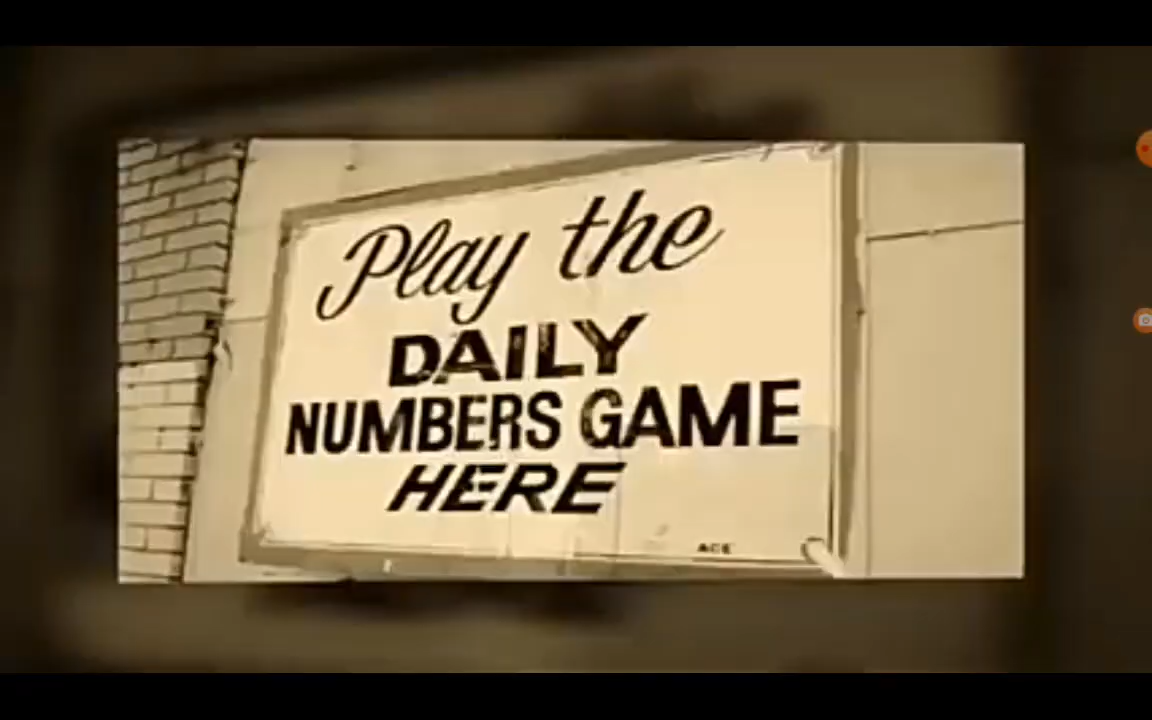 Play the
DAILY
NUMBERS GAME
HERE
ACE